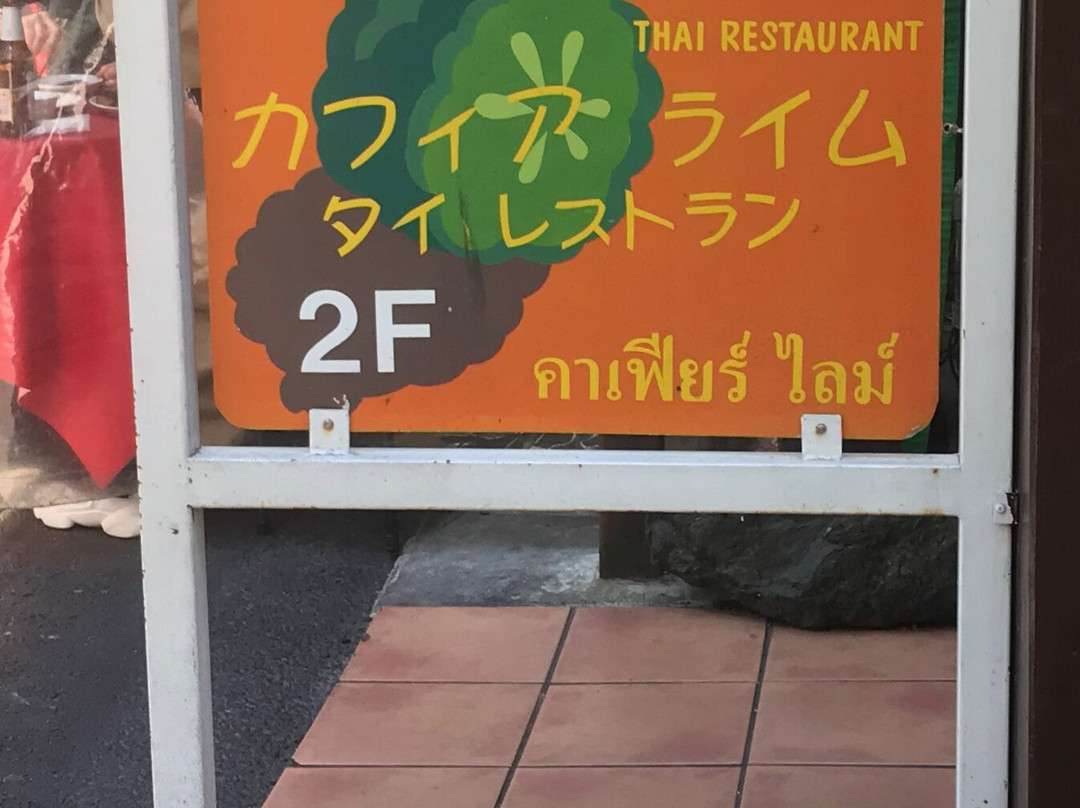 THAI RESTAURANT
カフィア ライム
タイ レストラン
2F
คาเฟียร์ ไลม์